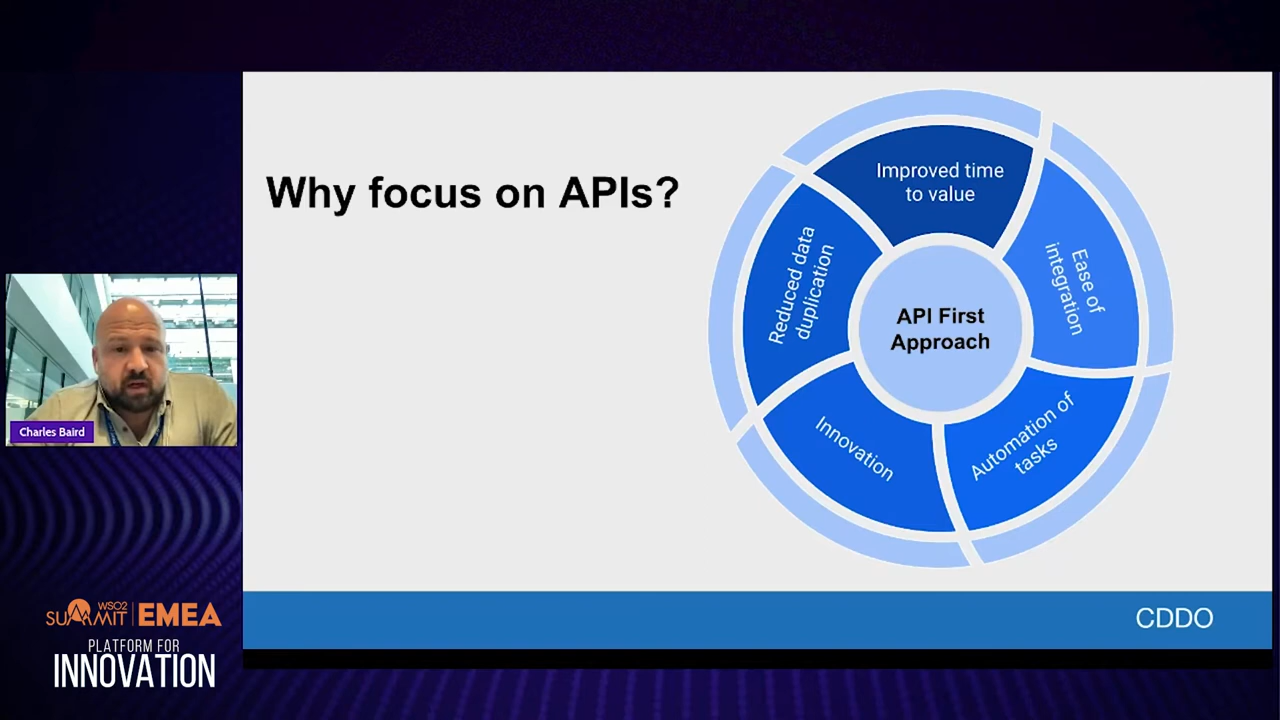 Why focus on APIs?
Improved time
to value
Ease of
integration
Automation of
tasks
Innovation
Reduced data
duplication
API First
Approach
Charles Baird
WSO2
SUMMIT | EMEA
PLATFORM FOR
INNOVATION
CDDO